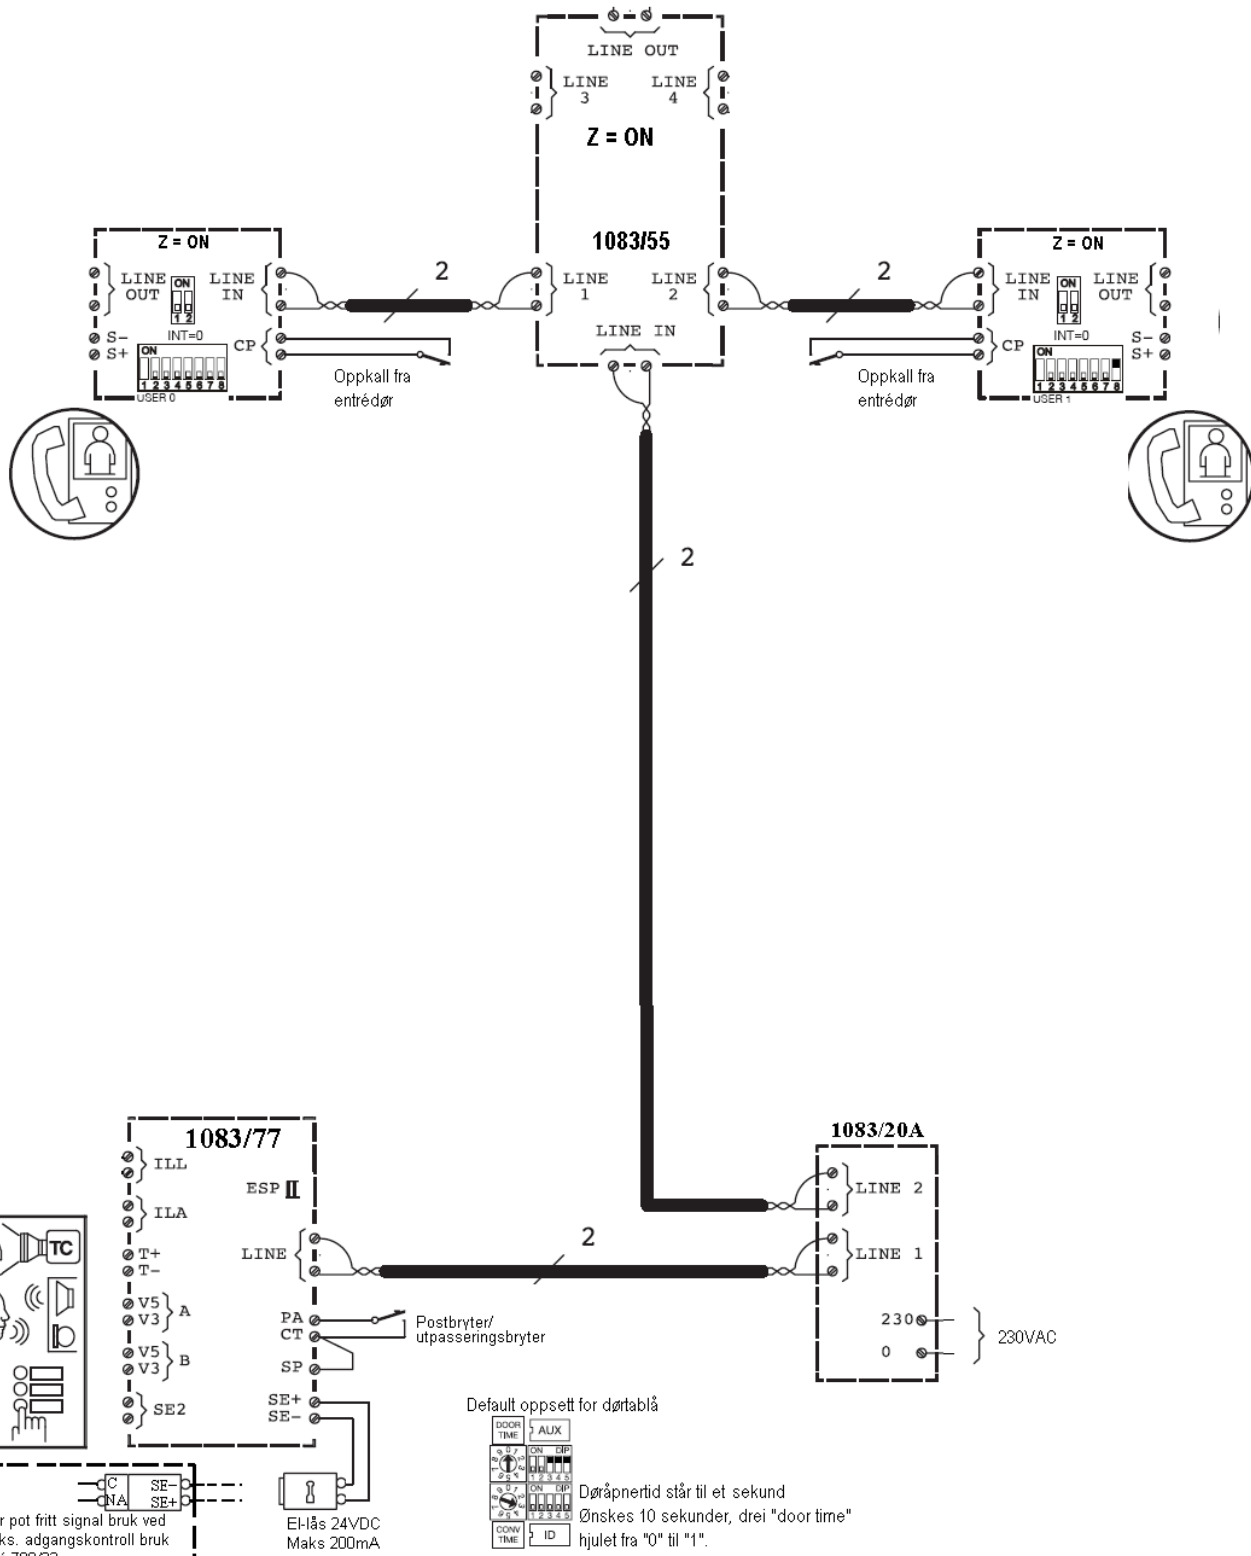 LINE OUT
LINE 3
LINE 4
Z = ON
1083/55
LINE 1
LINE 2
LINE IN
Z = ON
LINE OUT
LINE IN
ON
1 2
INT=0
S-
S+
CP
ON
1 2 3 4 5 6 7 8
USER 0
2
Oppkall fra
entrédør
2
Oppkall fra
entrédør
Z = ON
LINE IN
LINE OUT
ON
1 2
INT=0
CP
S-
S+
ON
1 2 3 4 5 6 7 8
USER 1
2
1083/77
ILL
ESP II
ILA
LINE
T+
T-
V5
V3
A
PA
CT
V5
V3
B
SP
SE2
SE+
SE-
TC
2
Postbryter/
utpasseringsbryter
1083/20A
LINE 2
LINE 1
230
0
230VAC
Default oppsett for dørtablå
DOOR TIME
AUX
ON DIP
1 2 3 4 5
ON DIP
1 2 3 4 5
CONV TIME
ID
Døråpnertid står til et sekund
Ønskes 10 sekunder, drei "door time"
hjulet fra "0" til "1".
C SE-
NA SE+
r pot fritt signal bruk ved
ks. adgangskontroll bruk
El-lås 24VDC
Maks 200mA